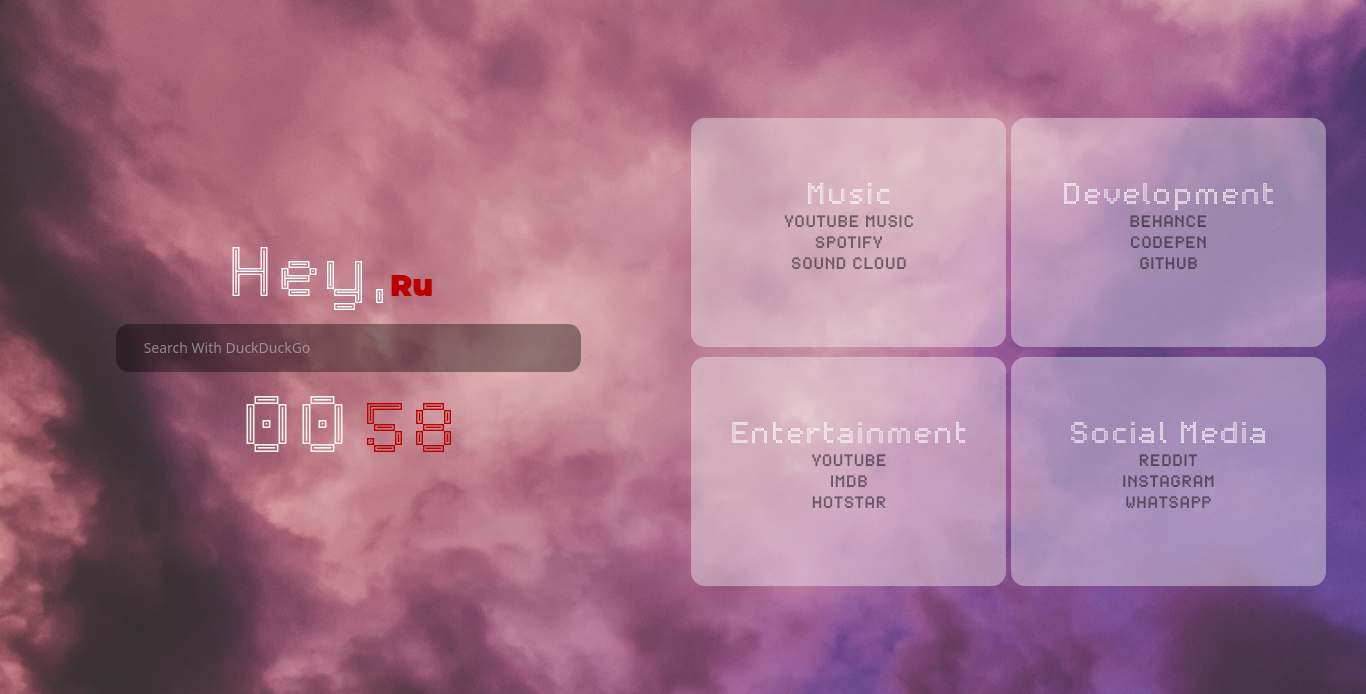 Hey,Ru
Search With DuckDuckGo
00 58
Music
YOUTUBE MUSIC
SPOTIFY
SOUND CLOUD
Development
BEHANCE
CODEPEN
GITHUB
Entertainment
YOUTUBE
IMDB
HOTSTAR
Social Media
REDDIT
INSTAGRAM
WHATSAPP